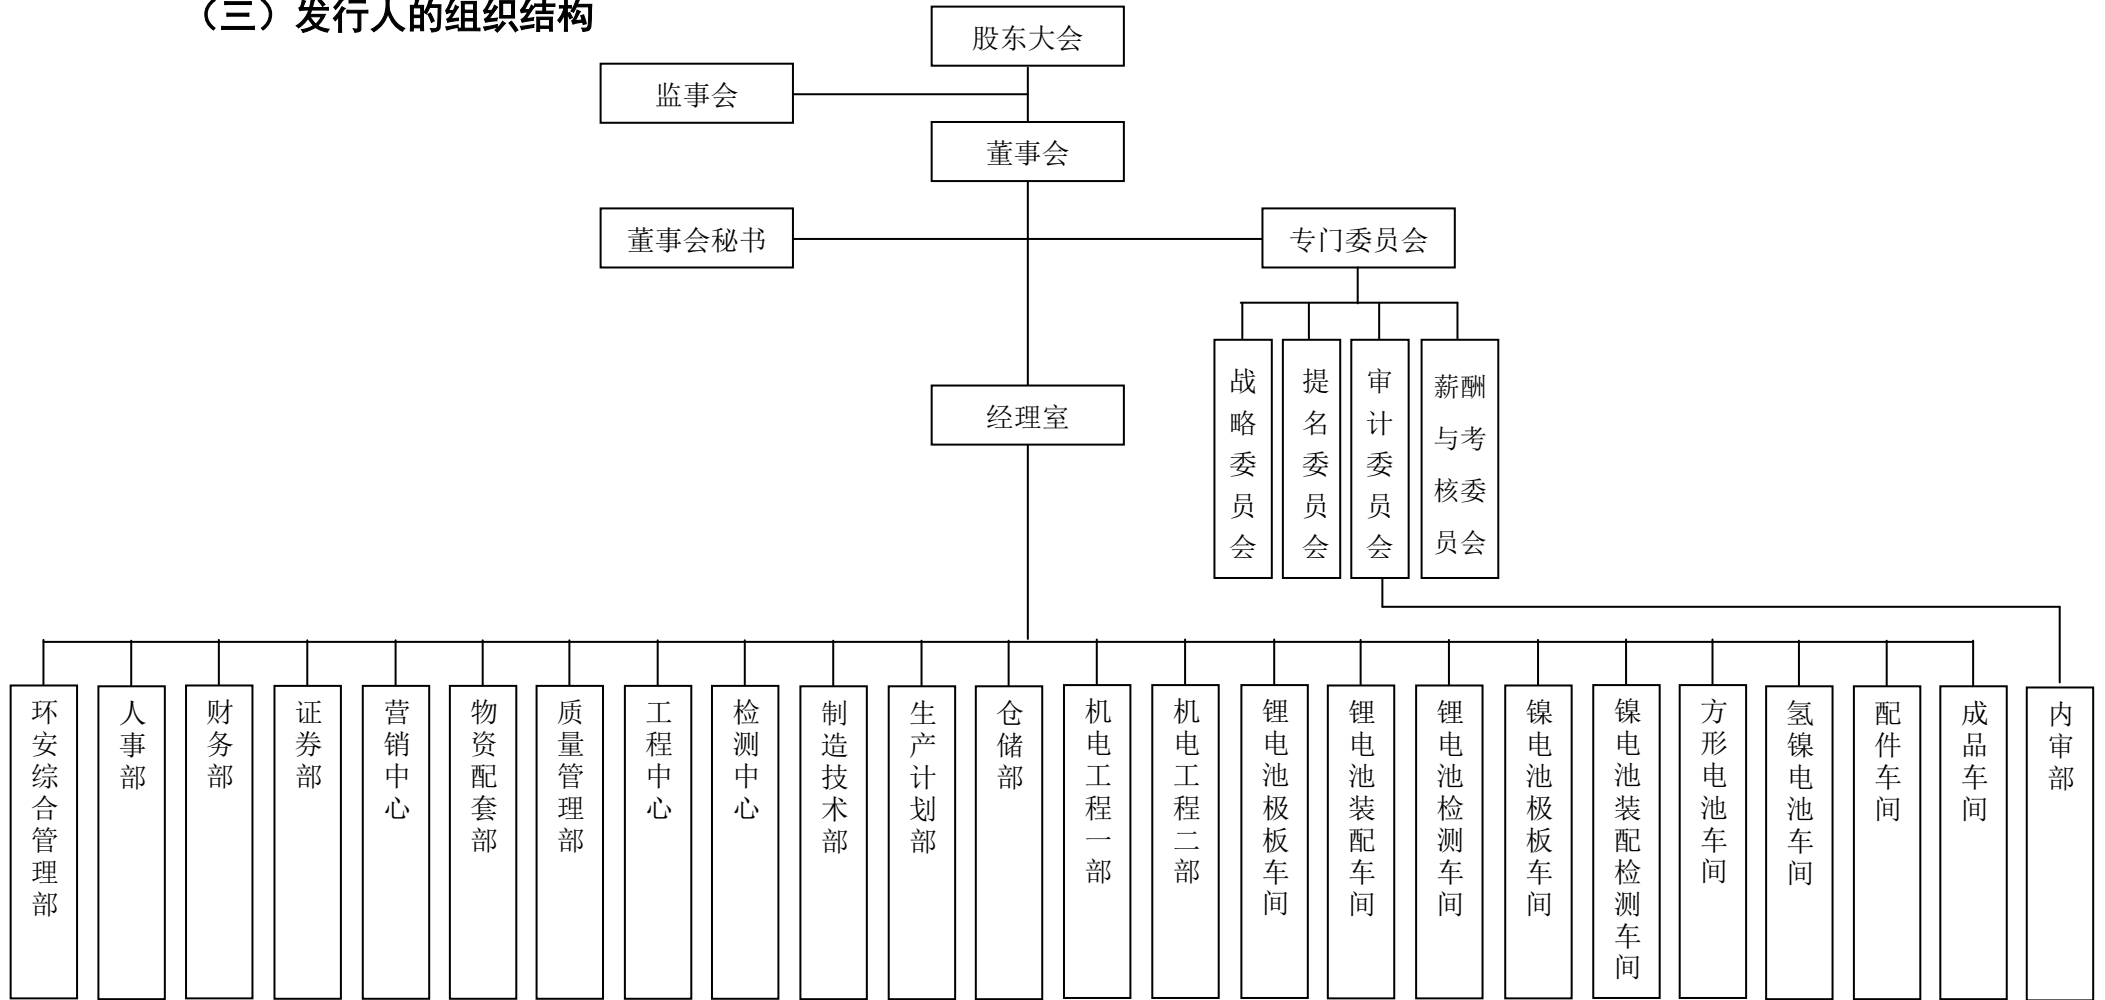 （三）发行人的组织结构
股东大会
监事会
董事会
董事会秘书
专门委员会
经理室
战略委员会
提名委员会
审计委员会
薪酬
与考
核委
员会
环安综合管理部
人事部
财务部
证券部
营销中心
物资配套部
质量管理部
工程中心
检测中心
制造技术部
生产计划部
仓储部
机电工程一部
机电工程二部
锂电池极板车间
锂电池装配车间
锂电池检测车间
镍电池极板车间
镍电池装配检测车间
方形电池车间
氢镍电池车间
配件车间
成品车间
内审部